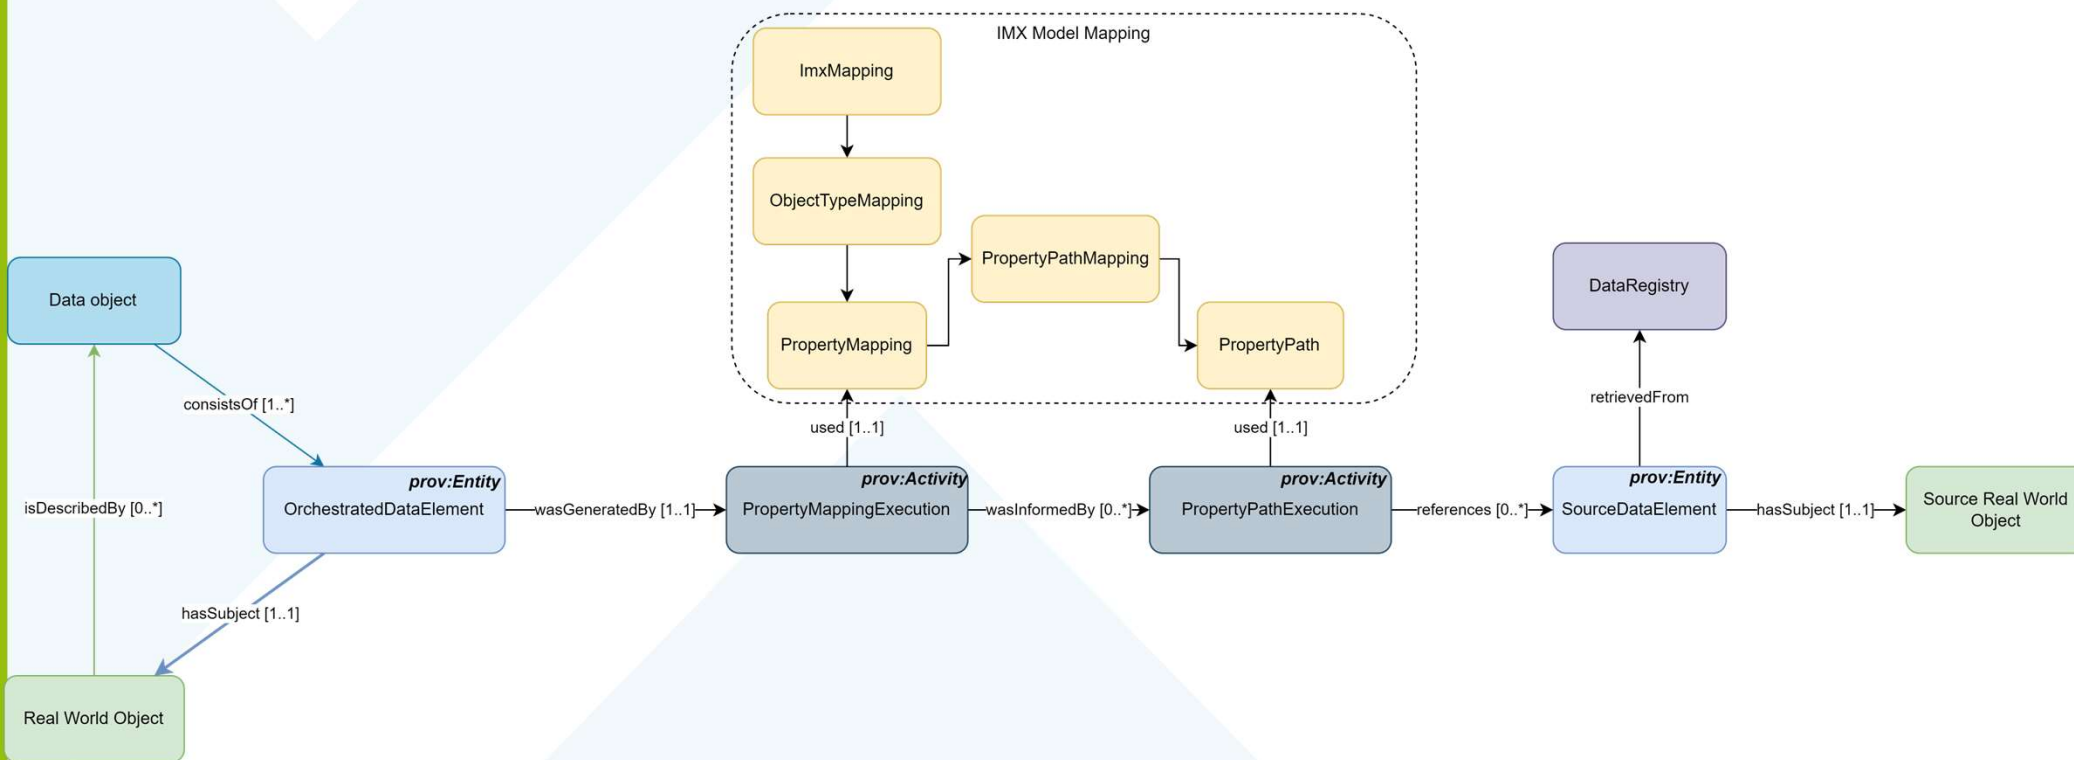 IMX Model Mapping
ImxMapping
ObjectTypeMapping
PropertyPathMapping
PropertyMapping
PropertyPath
Data object
DataRegistry
consistsOf [1..*]
used [1..1]
used [1..1]
retrievedFrom
isDescribedBy [0..*]
prov:Entity
OrchestratedDataElement
wasGeneratedBy [1..1]
prov:Activity
PropertyMappingExecution
wasInformedBy [0..*]
prov:Activity
PropertyPathExecution
references [0..*]
prov:Entity
SourceDataElement
hasSubject [1..1]
Source Real World
Object
hasSubject [1..1]
Real World Object